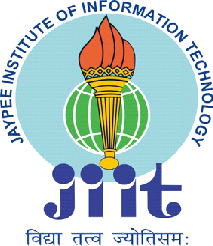 JAYPEE INSTITUTE OF INFORMATION TECHNOLOGY
jiit
विद्या तत्व ज्योतिसमः